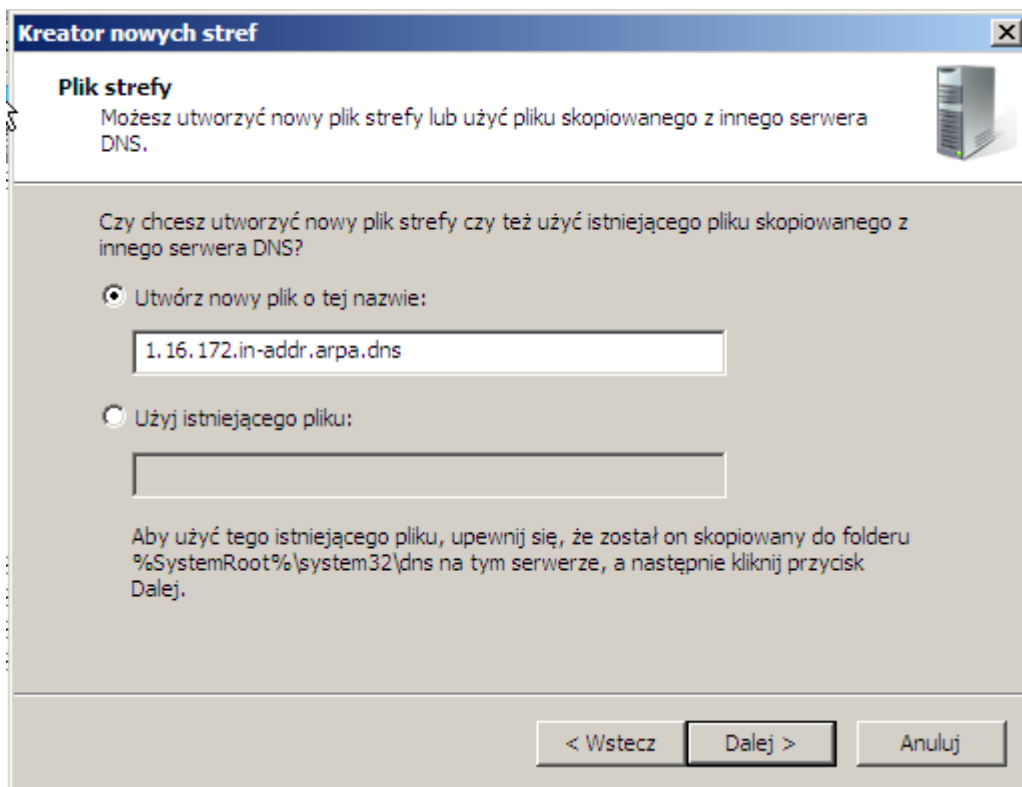 Kreator nowych stref
Plik strefy
Możesz utworzyć nowy plik strefy lub użyć pliku skopiowanego z innego serwera
DNS.
Czy chcesz utworzyć nowy plik strefy czy też użyć istniejącego pliku skopiowanego z
innego serwera DNS?
Utwórz nowy plik o tej nazwie:
1.16.172.in-addr.arpa.dns
Użyj istniejącego pliku:
Aby użyć tego istniejącego pliku, upewnij się, że został on skopiowany do folderu
%SystemRoot%\system32\dns na tym serwerze, a następnie kliknij przycisk
Dalej.
< Wstecz
Dalej >
Anuluj